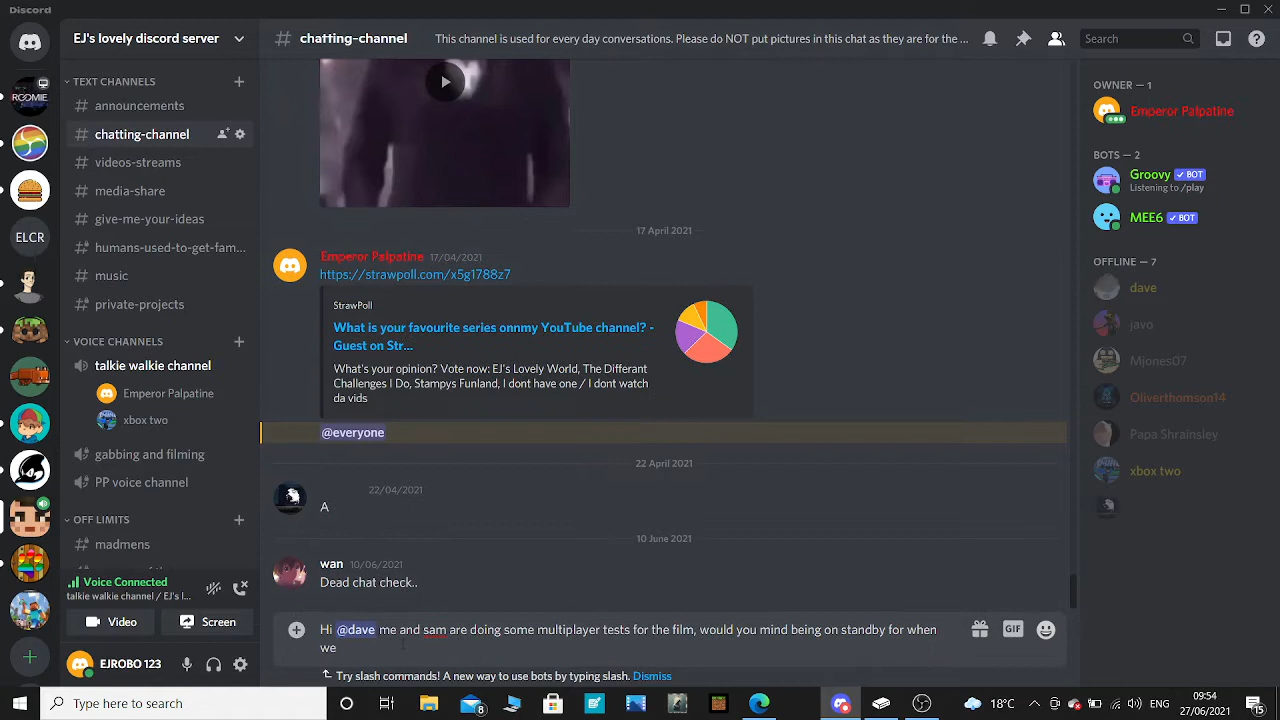 Discord
EJ's lovely discord server
# chatting-channel
This channel is used for every day conversations. Please do NOT put pictures in this chat as they are for the ...
Search
TEXT CHANNELS
# announcements
# chatting-channel
# videos-streams
# media-share
# give-me-your-ideas
# humans-used-to-get-fam...
# music
# private-projects
VOICE CHANNELS
talkie walkie channel
Emperor Palpatine
xbox two
gabbing and filming
PP voice channel
OFF LIMITS
# madmens
Voice Connected
talkie walkie channel / EJ's l...
Video
Screen
EJROBO123
ROOMIE
ELCR
17 April 2021
Emperor Palpatine 17/04/2021
https://strawpoll.com/x5g1788z7
StrawPoll
What is your favourite series onnmy YouTube channel? -
Guest on Str...
What's your opinion? Vote now: EJ's Lovely World, The Differant
Challenges I Do, Stampys Funland, I dont have one / I dont watch
da vids
@everyone
22 April 2021
22/04/2021
A
10 June 2021
wan 10/06/2021
Dead chat check..
Hi @dave me and sam are doing some multiplayer tests for the film, would you mind being on standby for when
we
GIF
Try slash commands! A new way to use bots by typing slash. Dismiss
OWNER — 1
Emperor Palpatine
BOTS — 2
Groovy ✓ BOT
Listening to /play
MEE6 ✓ BOT
OFFLINE — 7
dave
javo
Mjones07
Oliverthomson14
Papa Shrainsley
xbox two
Type here to search
8
18°C
09:54
27/06/2021
15